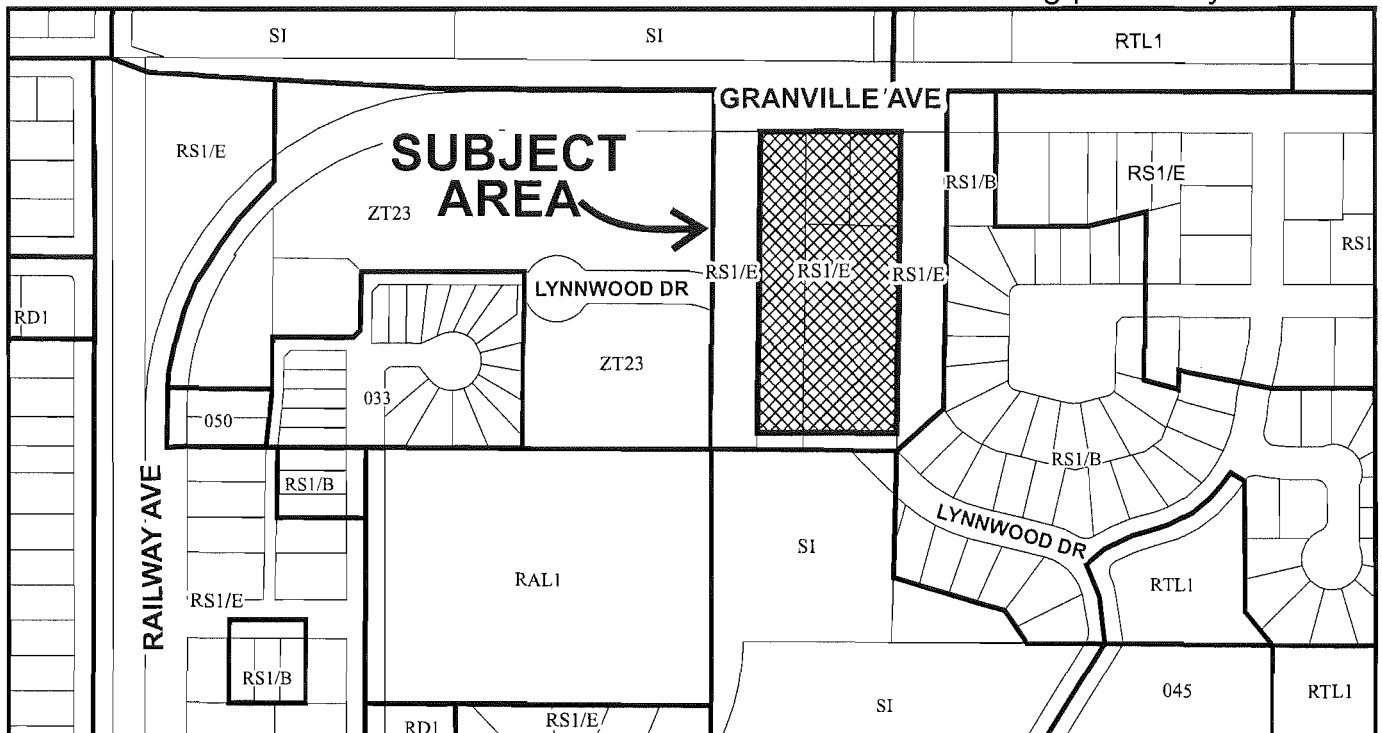 SI
SI
RTL1
GRANVILLE AVE
RS1/E
SUBJECT
AREA
ZT23
RS1/B
RS1/E
RS1
RS1/E
RS1/E
RS1/E
LYNNWOOD DR
RD1
ZT23
033
050
RS1/B
RS1/B
LYNNWOOD DR
RAILWAY AVE
SI
RAL1
RTL1
RS1/E
RS1/B
045
RTL1
SI
RD1
RS1/E